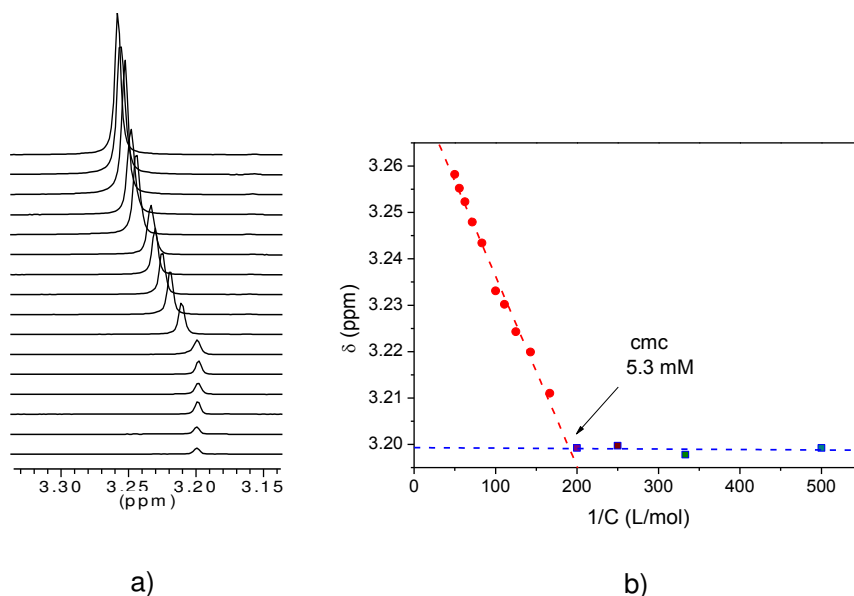 3.30 3.25 3.20 3.15
(ppm)
a)
3.26
3.25
3.24
3.23
3.22
3.21
3.20
δ (ppm)
cmc
5.3 mM
0 100 200 300 400 500
1/C (L/mol)
b)